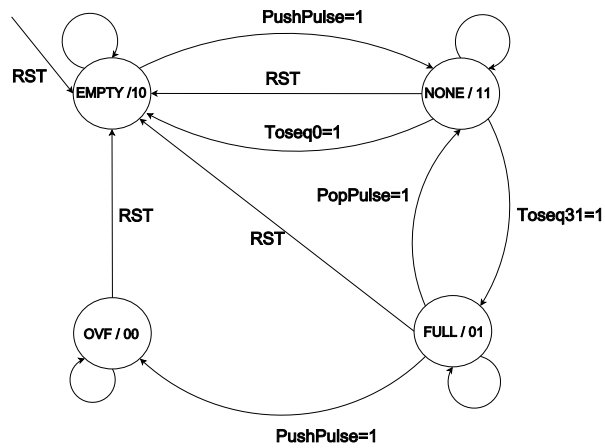 PushPulse=1
RST
EMPTY /10
RST
NONE / 11
Toseq0=1
PopPulse=1
Toseq31=1
RST
RST
OVF / 00
FULL / 01
PushPulse=1